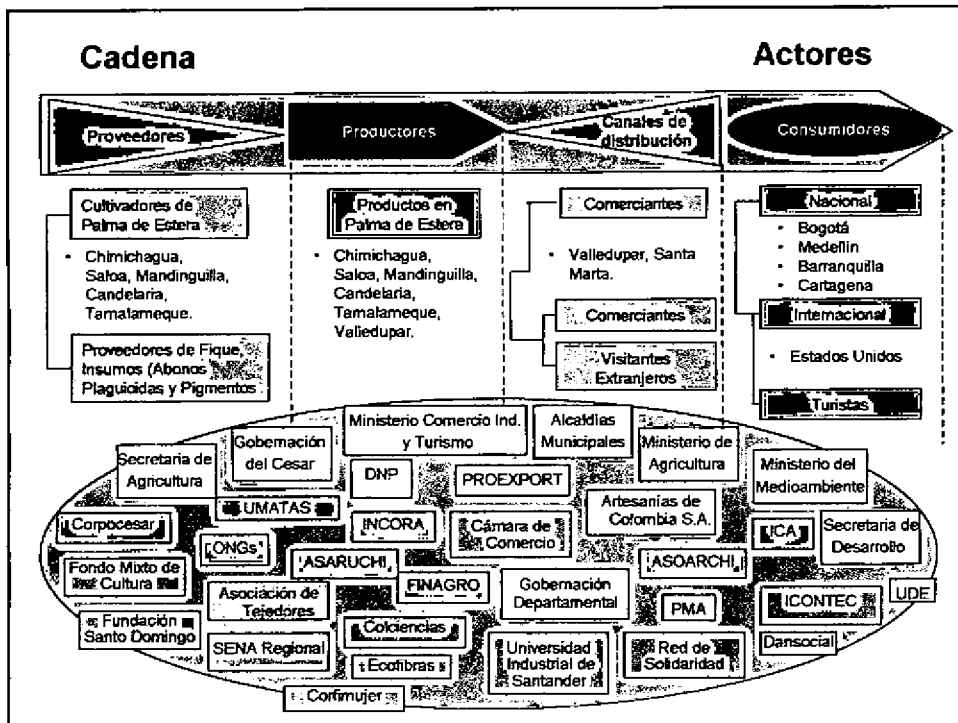 Cadena
Actores
Proveedores
Productores
Canales de
distribución
Consumidores
Cultivadores de
Palma de Estera
• Chimichagua,
Saloa, Mandinguilla,
Candelaria,
Tamalameque.
Proveedores de Fique,
Insumos (Abonos
Plaguicidas y Pigmentos
Productos en
Palma de Estera
• Chimichagua,
Saloa, Mandinguilla,
Candelaria,
Tamalameque,
Valledupar.
Comerciantes
• Valledupar, Santa
Marta.
Comerciantes
Visitantes
Extranjeros
Nacional
• Bogotá
• Medellín
• Barranquilla
• Cartagena
Internacional
• Estados Unidos
Turistas
Ministerio Comercio Ind.
y Turismo
Alcaldías
Municipales
Gobernación
del Cesar
Secretaria de
Agricultura
DNP
PROEXPORT
Ministerio de
Agricultura
Ministerio del
Medioambiente
UMATAS
Artesanías de
Colombia S.A.
Corpocesar
INCORA
Cámara de
Comercio
ICA
Secretaria de
Desarrollo
ONGs
ASARUCHI
ASOARCHI
Fondo Mixto de
Cultura
FINAGRO
Gobernación
Departamental
UDE
Asociación de
Tejedores
PMA
ICONTEC
Fundación
Santo Domingo
Colciencias
SENA Regional
Ecofibras
Universidad
Industrial de
Santander
Red de
Solidaridad
Dansocial
Corfimujer